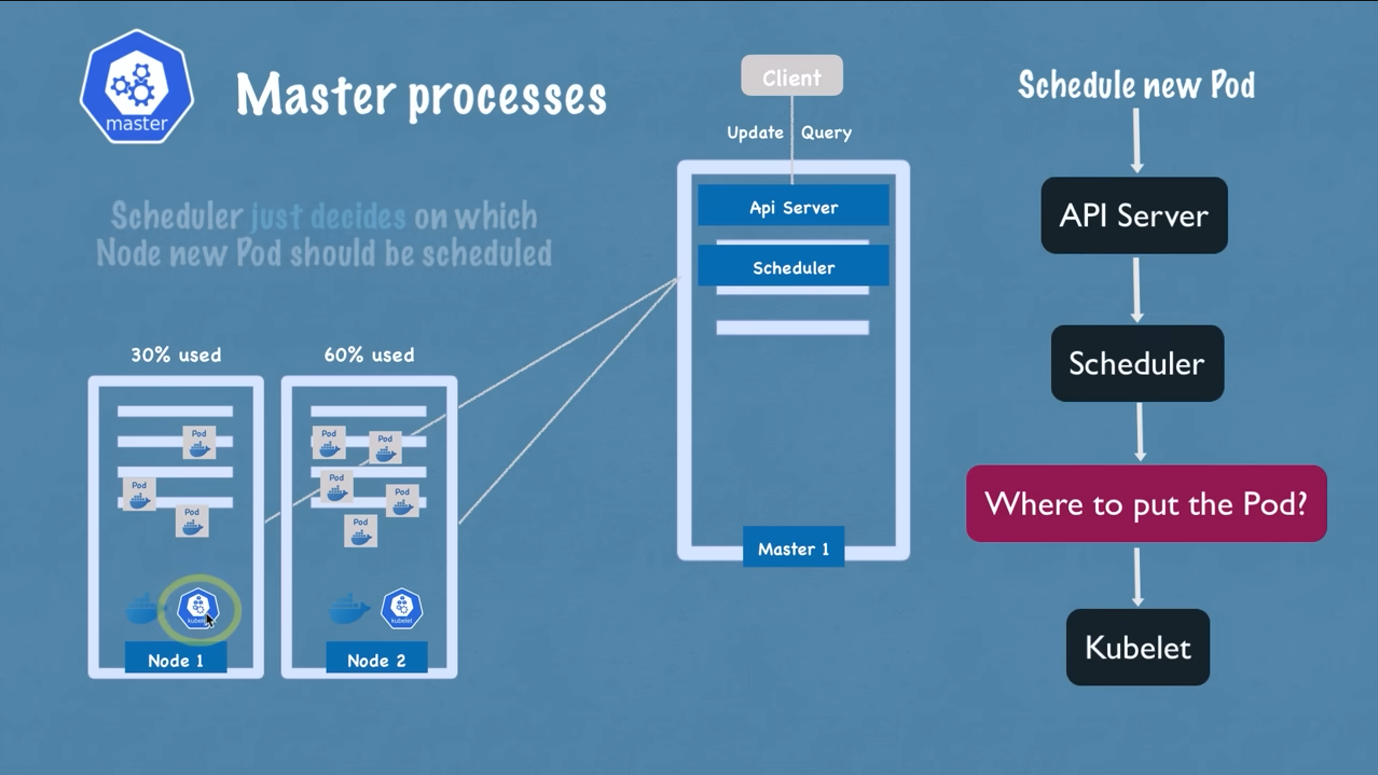 master
Master processes
Scheduler just decides on which
Node new Pod should be scheduled
30% used
60% used
Pod
Pod
Pod
Pod
Pod
Pod
Pod
Pod
kubelet
kubelet
Node 1
Node 2
Client
Update
Query
Api Server
Scheduler
Master 1
Schedule new Pod
API Server
Scheduler
Where to put the Pod?
Kubelet